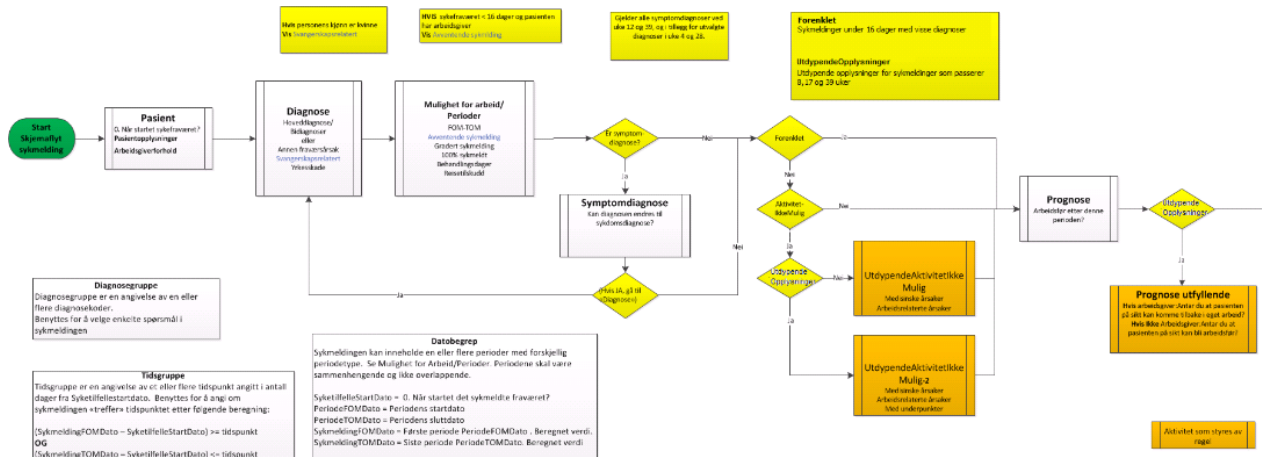 Hvis personens kjønn er kvinne
Vis Svangerskapsrelatert
HVIS sykefraværet < 16 dager og pasienten
har arbeidsgiver
Vis Avventende sykmelding
Gjelder alle symptomdiagnoser ved
uke 12 og 39, og i tillegg for utvalgte
diagnoser i uke 4 og 28.
Forenklet
Sykmeldinger under 16 dager med visse diagnoser
UtdypendeOpplysninger
Utdypende opplysninger for sykmeldinger som passerer
8,17 og 39 uker
Start
Skjemaflyt
sykmelding
Pasient
0. Når startet sykefraværet?
Pasientopplysninger
Arbeidsgiverforhold
Diagnose
Hoveddiagnose/
Bidiagnoser
eller
Annen fraværsårsak
Svangerskapsrelatert
Yrkesskade
Mulighet for arbeid/
Perioder
FOM-TOM
Avventende sykmelding
Gradert sykmelding
100% sykmeldt
Behandlingsdager
Reisetilskudd
Er symptom-
diagnose?
Nei
Ja
Symptomdiagnose
Kan diagnosen endres til
sykdomsdiagnose?
(Hvis JA, gå til
«Diagnose»)
Ja
Nei
Forenklet
Ja
Nei
Aktivitet-
IkkeMulig
Nei
Ja
Utdypende
Opplysninger
Nei
Ja
UtdypendeAktivitetIkke
Mulig
Medisinske årsaker
Arbeidsrelaterte årsaker
UtdypendeAktivitetIkke
Mulig-2
Medisinske årsaker
Arbeidsrelaterte årsaker
Med underpunkter
Prognose
Arbeidsfør etter denne
perioden?
Utdypende
Opplysninger
Ja
Prognose utfyllende
Hvis arbeidsgiver:Antar du at pasienten
på sikt kan komme tilbake i eget arbeid?
Hvis ikke Arbeidsgiver:Antar du at
pasienten på sikt kan bli arbeidsfør?
Diagnosegruppe
Diagnosegruppe er en angivelse av en eller
flere diagnosekoder.
Benyttes for å velge enkelte spørsmål i
sykmeldingen
Tidsgruppe
Tidsgruppe er en angivelse av et eller flere tidspunkt angitt i antall
dager fra Syketilfellestartdato. Benyttes for å angi om
sykmeldingen «treffer» tidspunktet etter følgende beregning:
(SykmeldingFOMDato – SyketilfelleStartDato) >= tidspunkt
OG
(SykmeldingTOMDato – SyketilfelleStartDato) <= tidspunkt
Datobegrep
Sykmeldingen kan inneholde en eller flere perioder med forskjellig
periodetype. Se Mulighet for Arbeid/Perioder. Periodene skal være
sammenhengende og ikke overlappende.
SyketilfelleStartDato = 0. Når startet det sykmeldte fraværet?
PeriodeFOMDato = Periodens startdato
PeriodeTOMDato = Periodens sluttdato
SykmeldingFOMDato = Første periode PeriodeFOMDato . Beregnet verdi.
SykmeldingTOMDato = Siste periode PeriodeTOMDato. Beregnet verdi
Aktivitet som styres av
regel